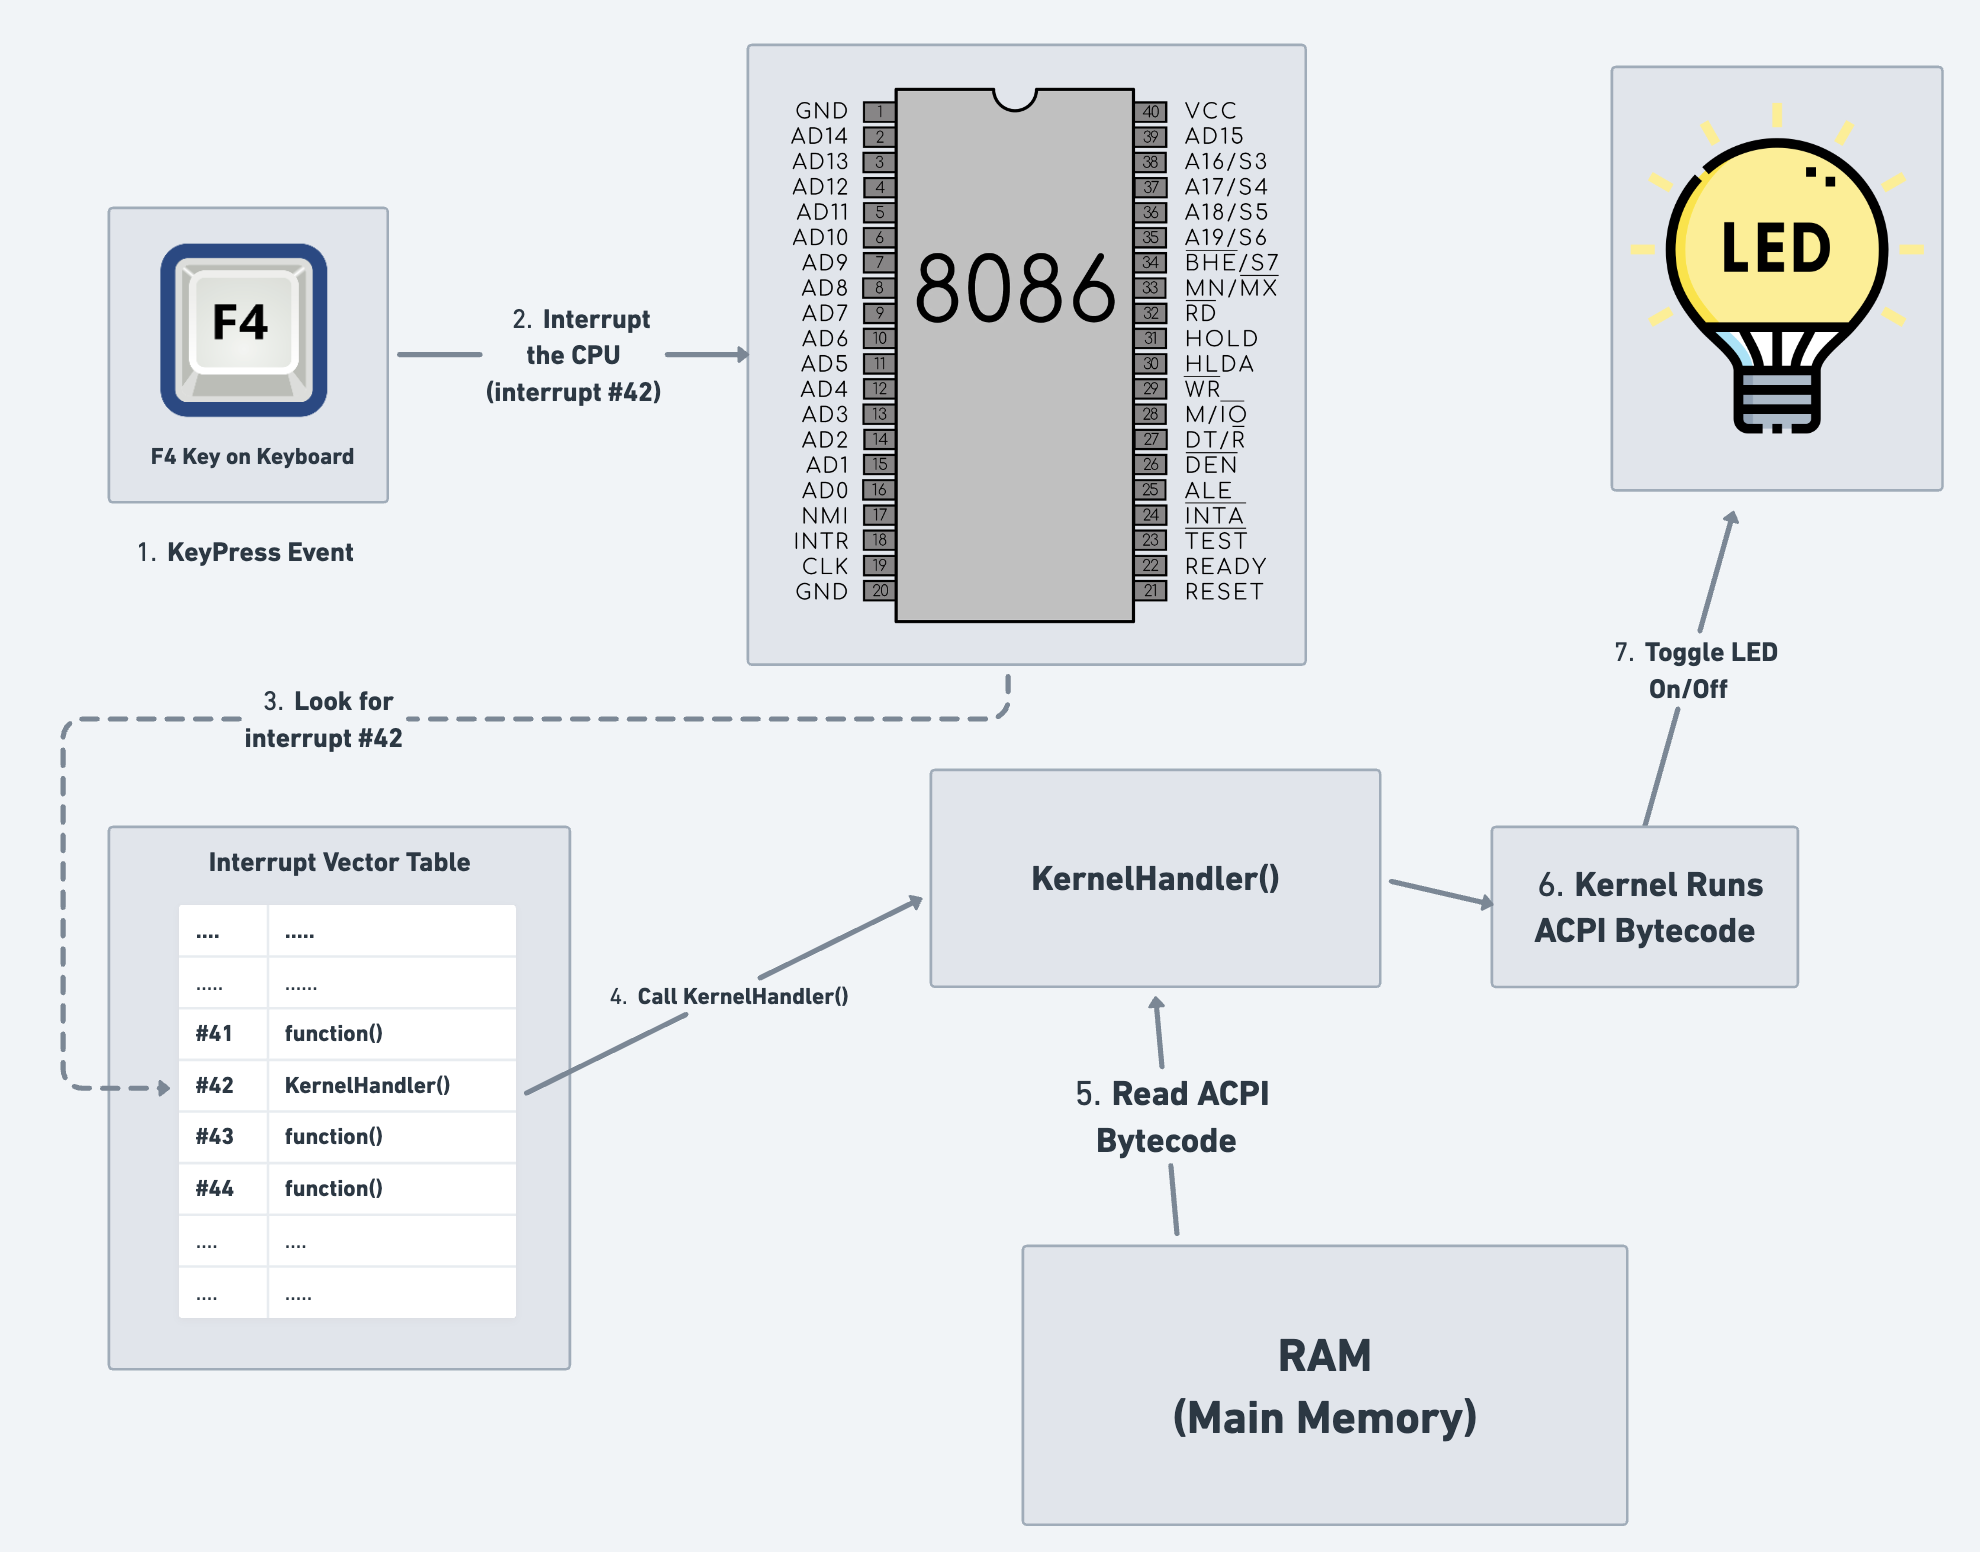 F4
F4 Key on Keyboard
1. KeyPress Event
2. Interrupt
the CPU
(interrupt #42)
8086
GND 1
AD14 2
AD13 3
AD12 4
AD11 5
AD10 6
AD9 7
AD8 8
AD7 9
AD6 10
AD5 11
AD4 12
AD3 13
AD2 14
AD1 15
AD0 16
NMI 17
INTR 18
CLK 19
GND 20
40 VCC
39 AD15
38 A16/S3
37 A17/S4
36 A18/S5
35 A19/S6
34 BHE/S7
33 MN/MX
32 RD
31 HOLD
30 HLDA
29 WR
28 M/IO
27 DT/R
26 DEN
25 ALE
24 INTA
23 TEST
22 READY
21 RESET
LED
3. Look for
interrupt #42
Interrupt Vector Table
.... .....
..... ......
#41 function()
#42 KernelHandler()
#43 function()
#44 function()
.... ....
.... .....
4. Call KernelHandler()
KernelHandler()
5. Read ACPI
Bytecode
RAM
(Main Memory)
6. Kernel Runs
ACPI Bytecode
7. Toggle LED
On/Off